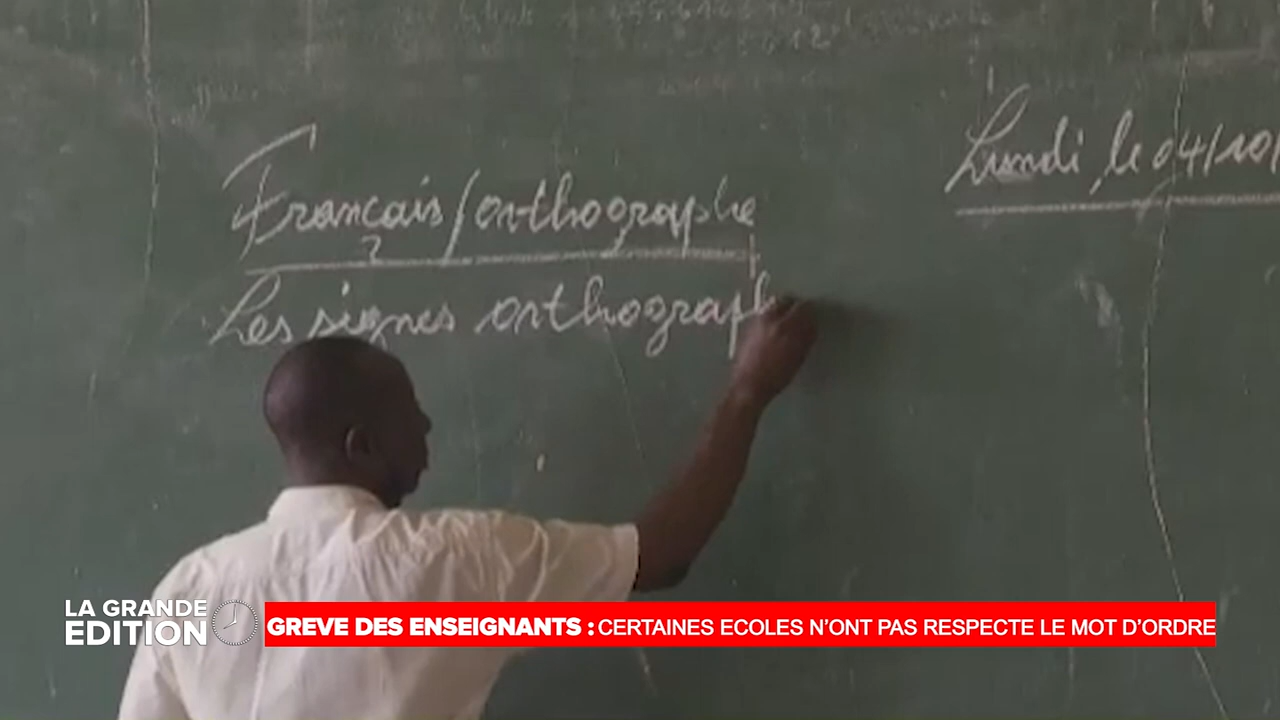 Français/orthographe
Lundi, le 04/10/
Les signes orthograph
LA GRANDE
EDITION
GREVE DES ENSEIGNANTS : CERTAINES ECOLES N'ONT PAS RESPECTE LE MOT D'ORDRE